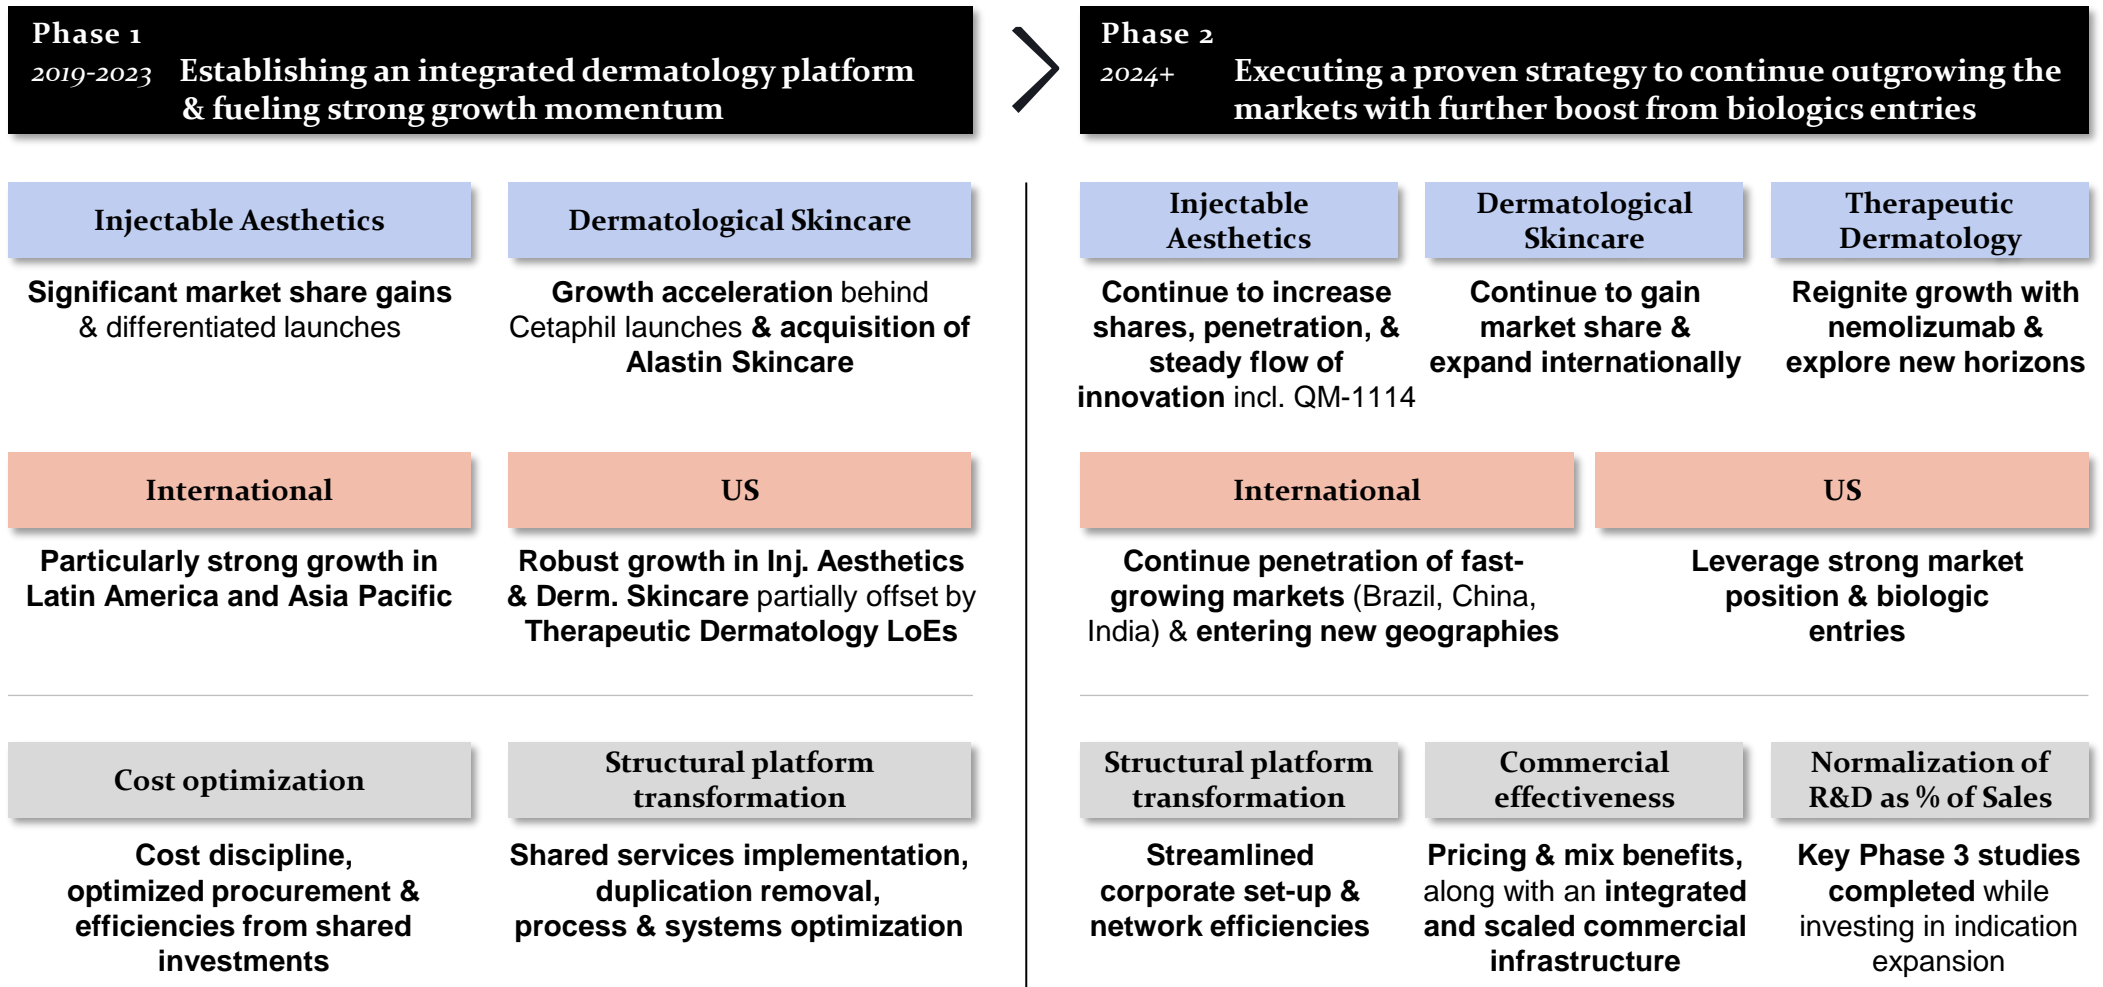 Phase 1
2019-2023 Establishing an integrated dermatology platform
& fueling strong growth momentum
Injectable Aesthetics
Significant market share gains
& differentiated launches
Dermatological Skincare
Growth acceleration behind
Cetaphil launches & acquisition of
Alastin Skincare
International
Particularly strong growth in
Latin America and Asia Pacific
US
Robust growth in Inj. Aesthetics
& Derm. Skincare partially offset by
Therapeutic Dermatology LoEs
Cost optimization
Cost discipline,
optimized procurement &
efficiencies from shared
investments
Structural platform
transformation
Shared services implementation,
duplication removal,
process & systems optimization
Phase 2
2024+ Executing a proven strategy to continue outgrowing the
markets with further boost from biologics entries
Injectable
Aesthetics
Continue to increase
shares, penetration, &
steady flow of
innovation incl. QM-1114
Dermatological
Skincare
Continue to gain
market share &
expand internationally
Therapeutic
Dermatology
Reignite growth with
nemolizumab &
explore new horizons
International
Continue penetration of fast-
growing markets (Brazil, China,
India) & entering new geographies
US
Leverage strong market
position & biologic
entries
Structural platform
transformation
Streamlined
corporate set-up &
network efficiencies
Commercial
effectiveness
Pricing & mix benefits,
along with an integrated
and scaled commercial
infrastructure
Normalization of
R&D as % of Sales
Key Phase 3 studies
completed while
investing in indication
expansion